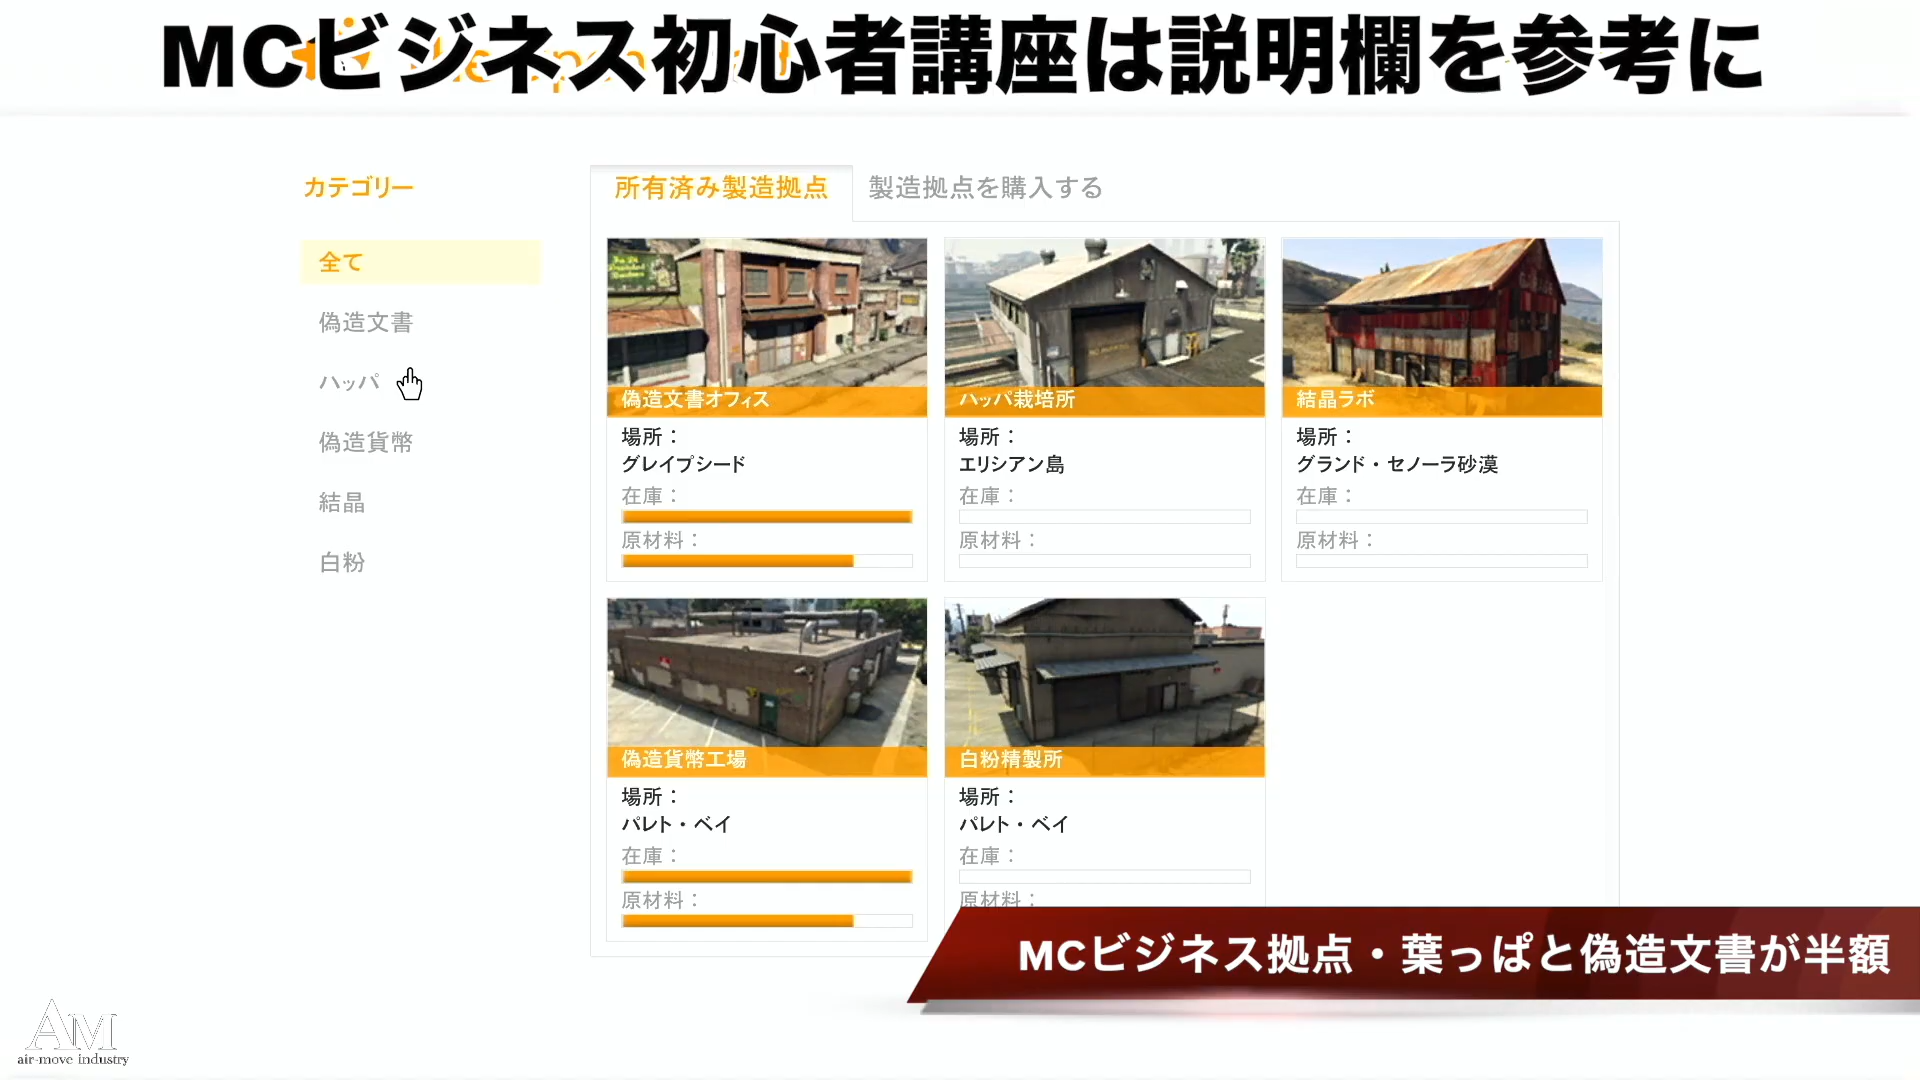 MCビジネス初心者講座は説明欄を参考に
カテゴリー
全て
偽造文書
ハッパ
偽造貨幣
結晶
白粉
所有済み製造拠点
製造拠点を購入する
偽造文書オフィス
場所：
グレイプシード
在庫：
原材料：
ハッパ栽培所
場所：
エリシアン島
在庫：
原材料：
結晶ラボ
場所：
グランド・セノーラ砂漠
在庫：
原材料：
偽造貨幣工場
場所：
パレト・ベイ
在庫：
原材料：
白粉精製所
場所：
パレト・ベイ
在庫：
原材料：
MCビジネス拠点・葉っぱと偽造文書が半額
AM
air-move industry